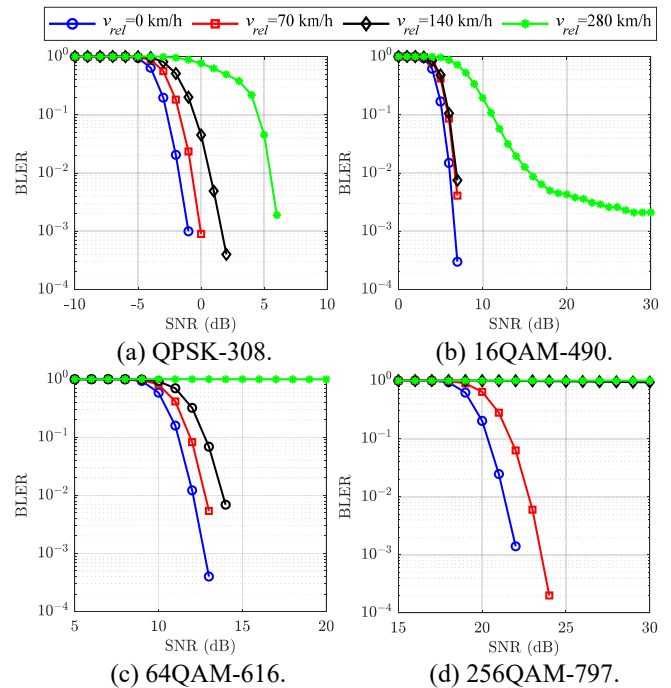 v_rel=0 km/h v_rel=70 km/h v_rel=140 km/h v_rel=280 km/h
10^0
10^-1
10^-2
10^-3
10^-4
BLER
-10 -5 0 5 10
SNR (dB)
(a) QPSK-308.
10^0
10^-1
10^-2
10^-3
10^-4
BLER
0 10 20 30
SNR (dB)
(b) 16QAM-490.
10^0
10^-1
10^-2
10^-3
10^-4
BLER
5 10 15 20
SNR (dB)
(c) 64QAM-616.
10^0
10^-1
10^-2
10^-3
10^-4
BLER
15 20 25 30
SNR (dB)
(d) 256QAM-797.